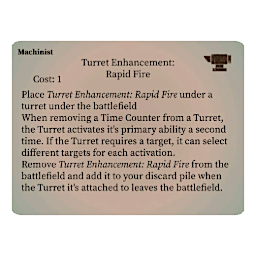 Machinist
Turret Enhancement:
Rapid Fire
Cost: 1
Place Turret Enhancement: Rapid Fire under a
turret under the battlefield
When removing a Time Counter from a Turret,
the Turret activates it's primary ability a second
time. If the Turret requires a target, it can select
different targets for each activation.
Remove Turret Enhancement: Rapid Fire from the
battlefield and add it to your discard pile when
the Turret it's attached to leaves the battlefield.